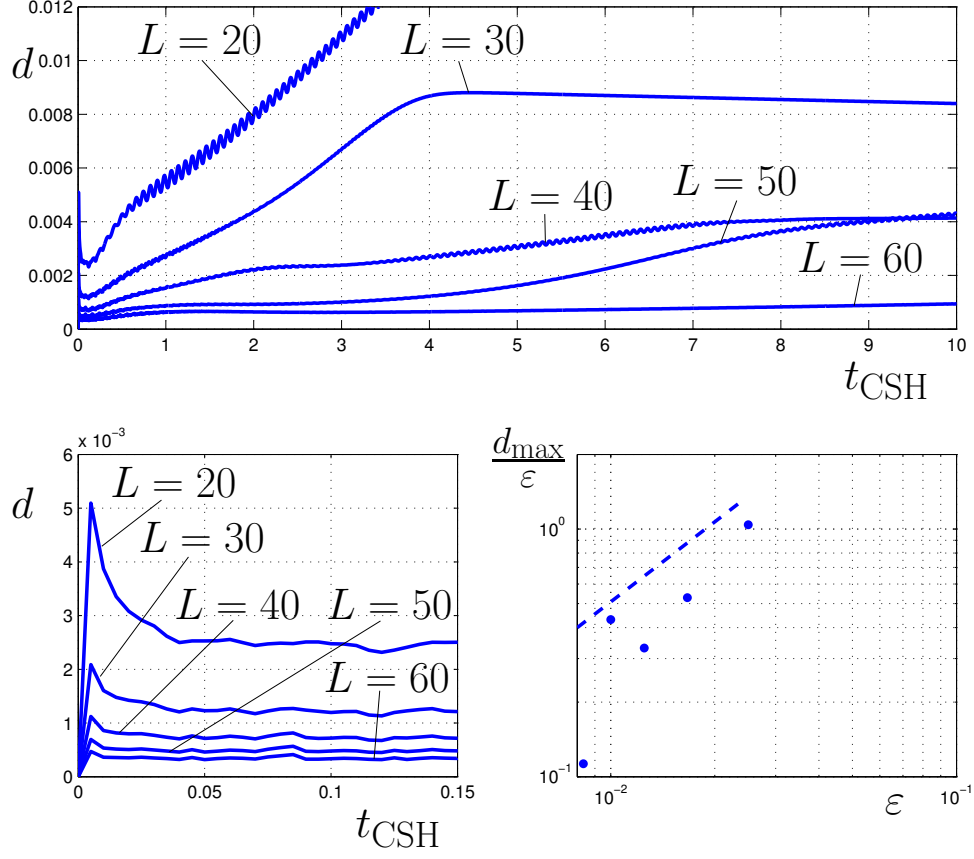 0.012
0.01
0.008
0.006
0.004
0.002
0
d
L = 20
L = 30
L = 40
L = 50
L = 60
0 1 2 3 4 5 6 7 8 9 10
t_CSH
x 10⁻³
6
5
4
3
2
1
0
d
L = 20
L = 30
L = 40 L = 50
L = 60
0 0.05 0.1 0.15
t_CSH
d_max/ε
10⁰
10⁻¹
10⁻² 10⁻¹
ε